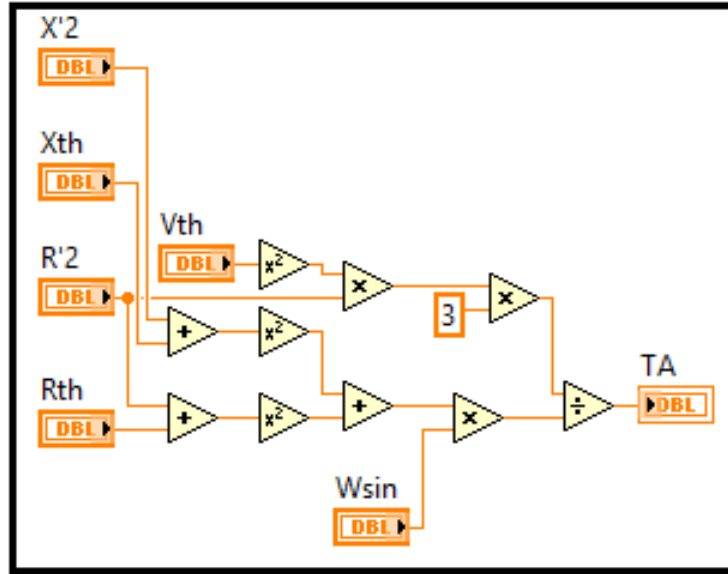 X'2
DBL
Xth
DBL
Vth
DBL
x²
R'2
DBL
×
3
×
+
x²
TA
DBL
÷
Rth
DBL
+
x²
+
×
Wsin
DBL